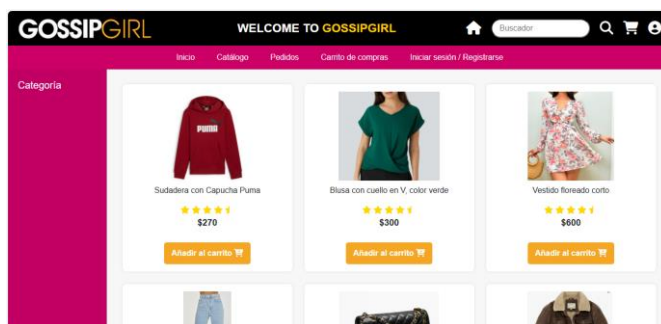 GOSSIPGIRL
WELCOME TO GOSSIPGIRL
Buscador
Inicio Catálogo Pedidos Carrito de compras Iniciar sesión / Registrarse
Categoría
PUMA
Sudadera con Capucha Puma
$270
Añadir al carrito
Blusa con cuello en V, color verde
$300
Añadir al carrito
Vestido floreado corto
$600
Añadir al carrito